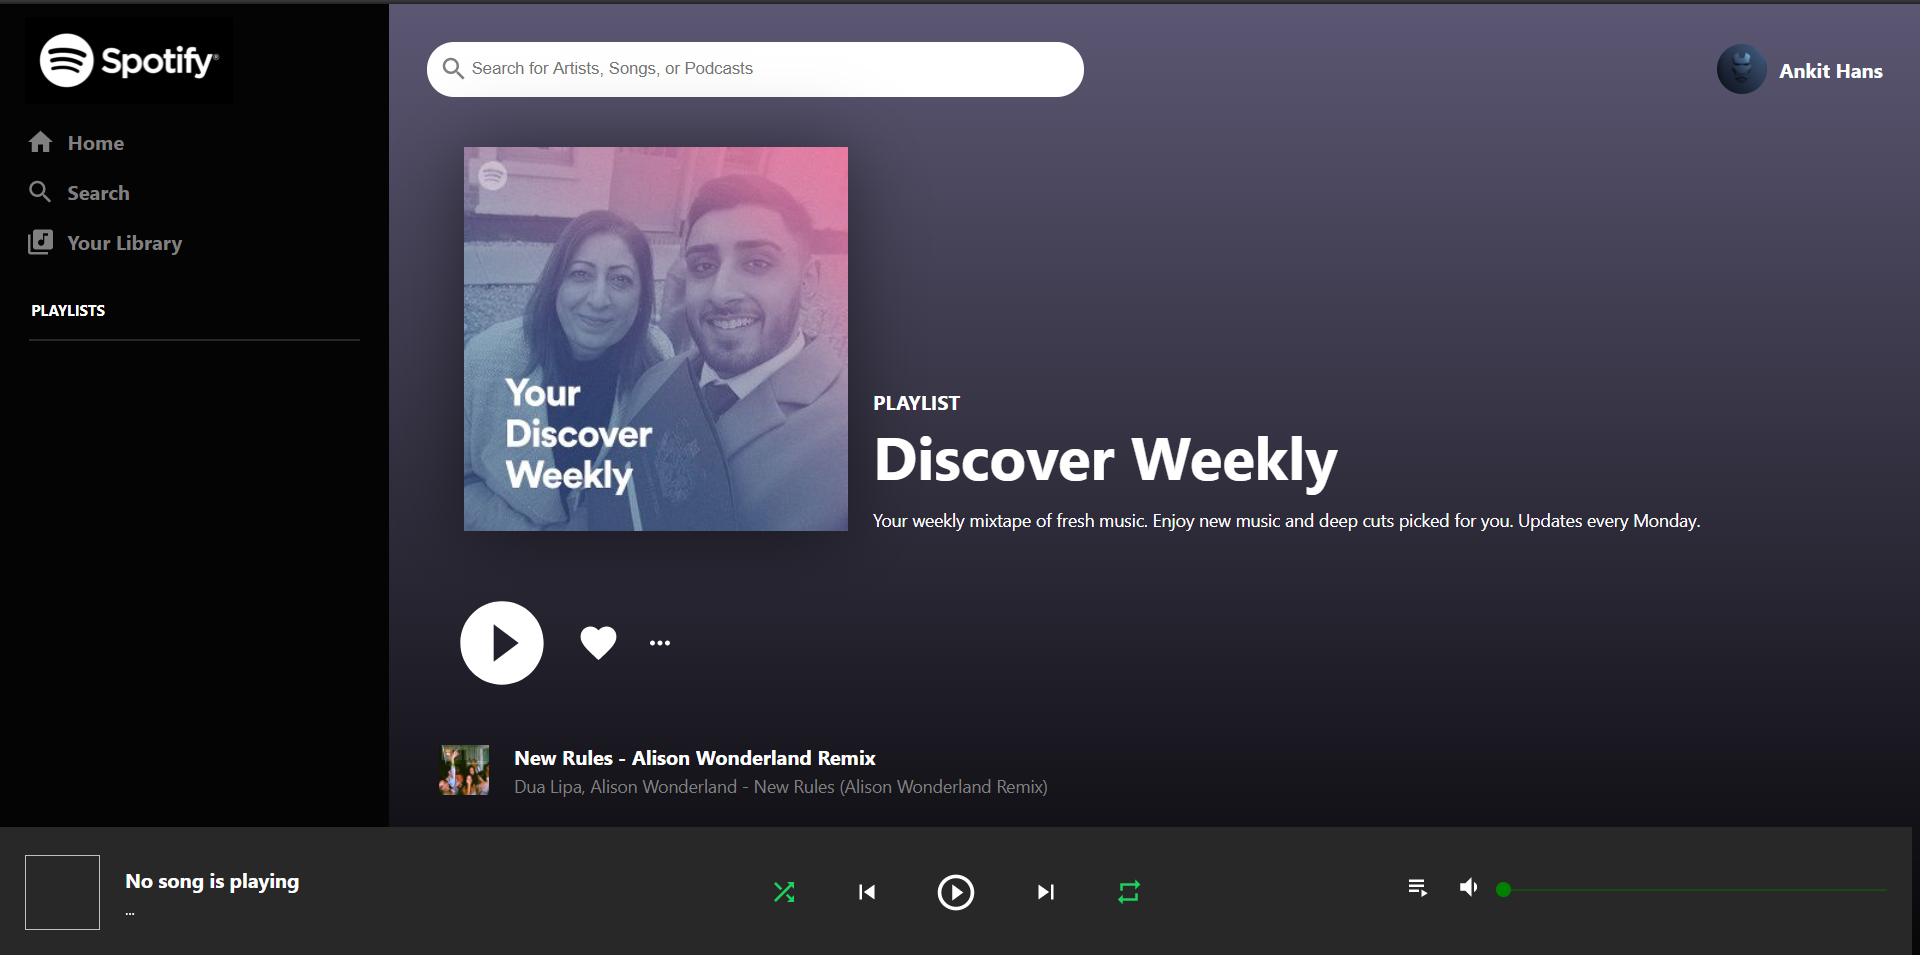 Spotify®
Home
Search
Your Library
PLAYLISTS
Search for Artists, Songs, or Podcasts
Ankit Hans
Your
Discover
Weekly
PLAYLIST
Discover Weekly
Your weekly mixtape of fresh music. Enjoy new music and deep cuts picked for you. Updates every Monday.
New Rules - Alison Wonderland Remix
Dua Lipa, Alison Wonderland - New Rules (Alison Wonderland Remix)
No song is playing
...